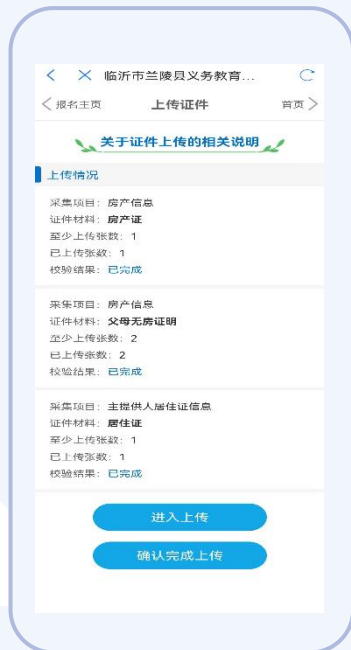 临沂市兰陵县义务教育...
报名主页 上传证件 首页
关于证件上传的相关说明
上传情况
采集项目：房产信息
证件材料：房产证
至少上传张数：1
已上传张数：1
校验结果：已完成
采集项目：房产信息
证件材料：父母无房证明
至少上传张数：2
已上传张数：2
校验结果：已完成
采集项目：主提供人居住证信息
证件材料：居住证
至少上传张数：1
已上传张数：1
校验结果：已完成
进入上传
确认完成上传